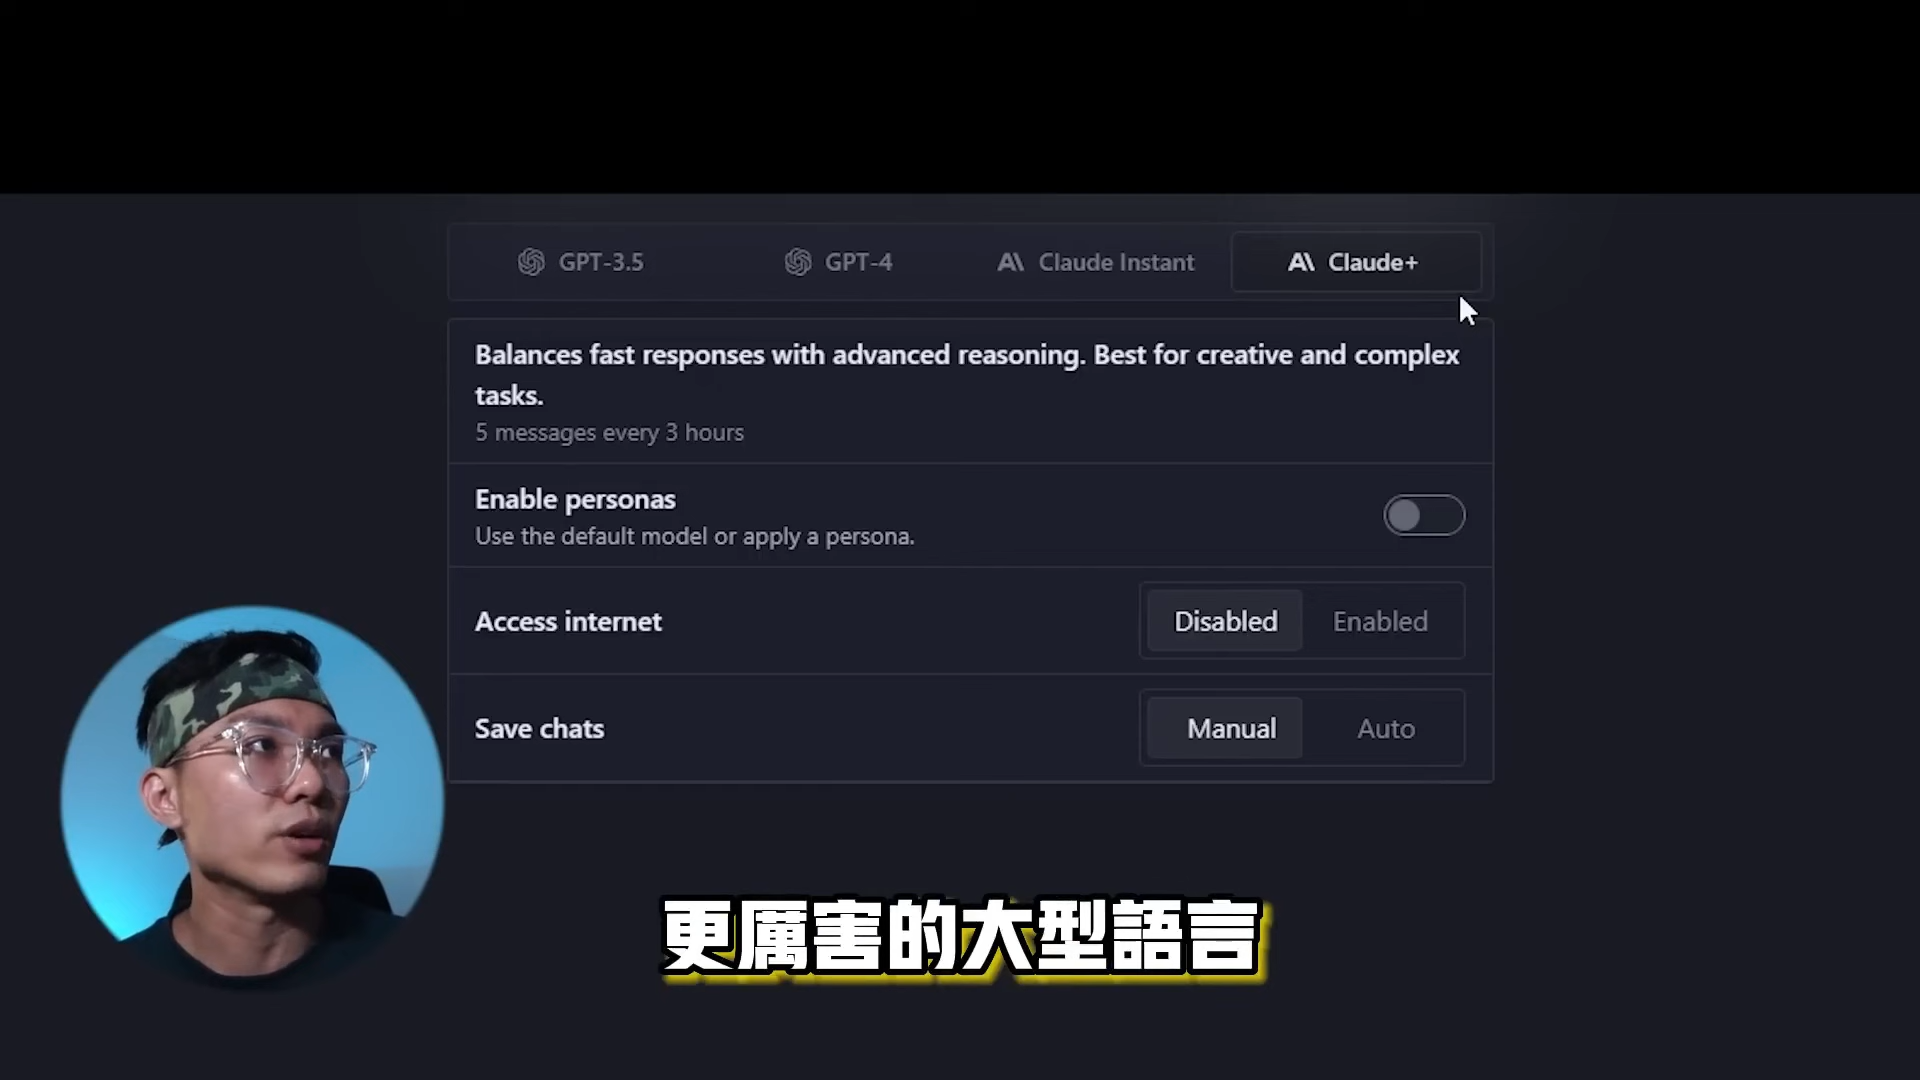 GPT-3.5
GPT-4
Claude Instant
Claude+
Balances fast responses with advanced reasoning. Best for creative and complex
tasks.
5 messages every 3 hours
Enable personas
Use the default model or apply a persona.
Access internet
Disabled
Enabled
Save chats
Manual
Auto
更厲害的大型語言